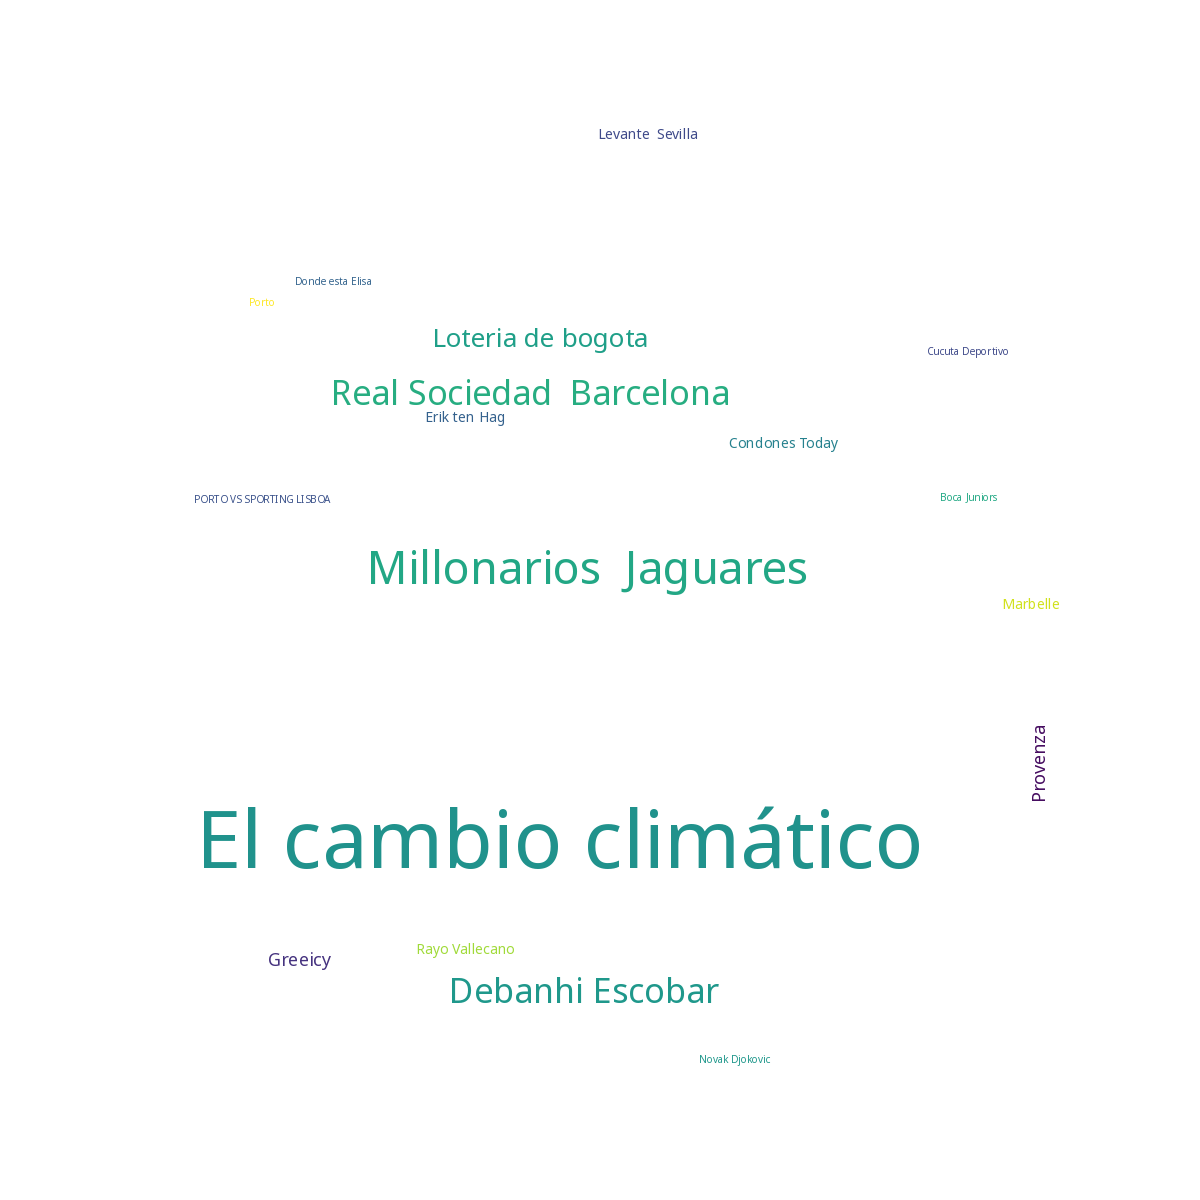 Levante Sevilla
Donde esta Elisa
Porto
Loteria de bogota
Cucuta Deportivo
Real Sociedad Barcelona
Erik ten Hag
Condones Today
PORTO VS SPORTING LISBOA
Boca Juniors
Millonarios Jaguares
Marbelle
Provenza
El cambio climático
Rayo Vallecano
Greeicy
Debanhi Escobar
Novak Djokovic